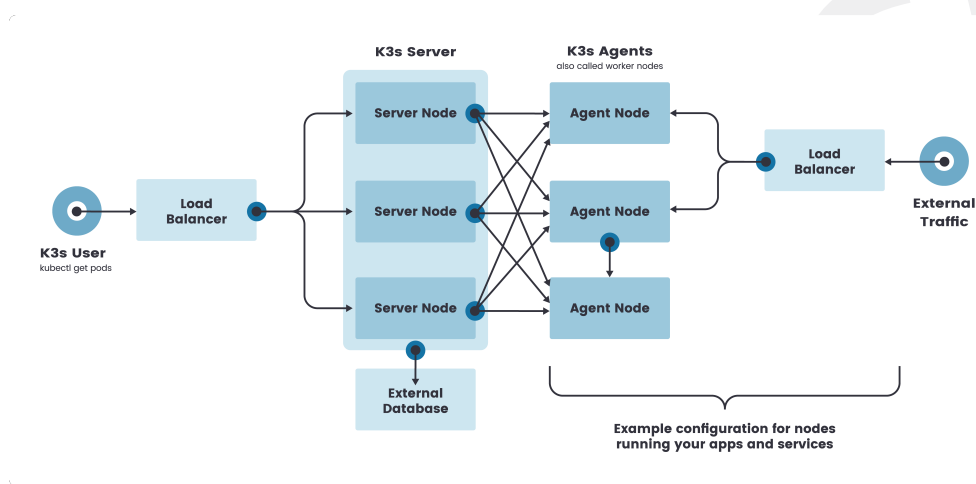 K3s Server
K3s Agents
also called worker nodes
Server Node
Agent Node
Load
Balancer
Load
Balancer
Server Node
Agent Node
K3s User
kubectl get pods
External
Traffic
Server Node
Agent Node
External
Database
Example configuration for nodes
running your apps and services